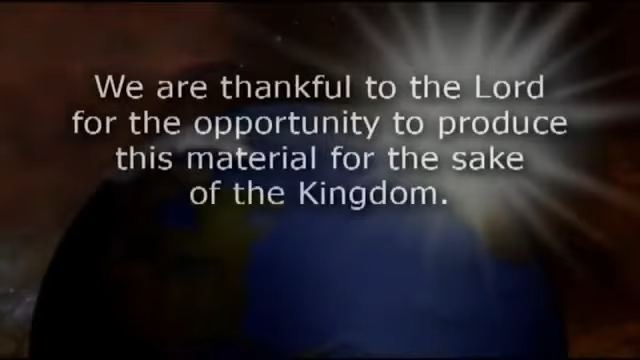 We are thankful to the Lord
for the opportunity to produce
this material for the sake
of the Kingdom.